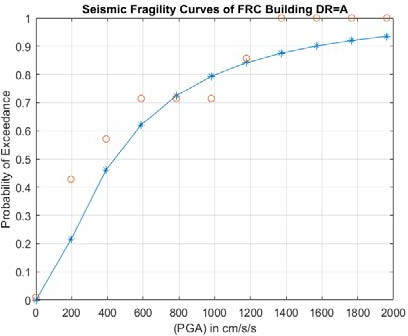 Seismic Fragility Curves of FRC Building DR=A
1
0.9
0.8
0.7
0.6
0.5
0.4
0.3
0.2
0.1
0
Probability of Exceedance
0 200 400 600 800 1000 1200 1400 1600 1800 2000
(PGA) in cm/s/s